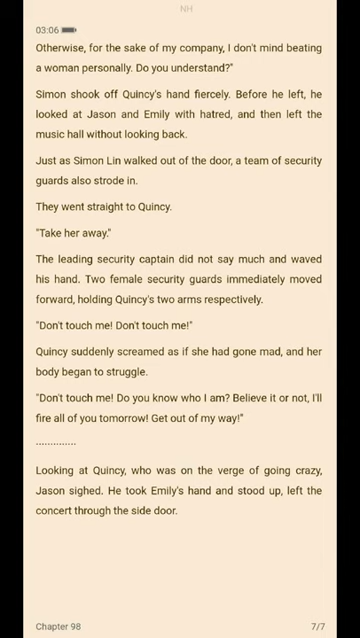 NH
03:06
Otherwise, for the sake of my company, I don't mind beating
a woman personally. Do you understand?"
Simon shook off Quincy's hand fiercely. Before he left, he
looked at Jason and Emily with hatred, and then left the
music hall without looking back.
Just as Simon Lin walked out of the door, a team of security
guards also strode in.
They went straight to Quincy.
"Take her away."
The leading security captain did not say much and waved
his hand. Two female security guards immediately moved
forward, holding Quincy's two arms respectively.
"Don't touch me! Don't touch me!"
Quincy suddenly screamed as if she had gone mad, and her
body began to struggle.
"Don't touch me! Do you know who I am? Believe it or not, I'll
fire all of you tomorrow! Get out of my way!"
..............
Looking at Quincy, who was on the verge of going crazy,
Jason sighed. He took Emily's hand and stood up, left the
concert through the side door.
Chapter 98
7/7